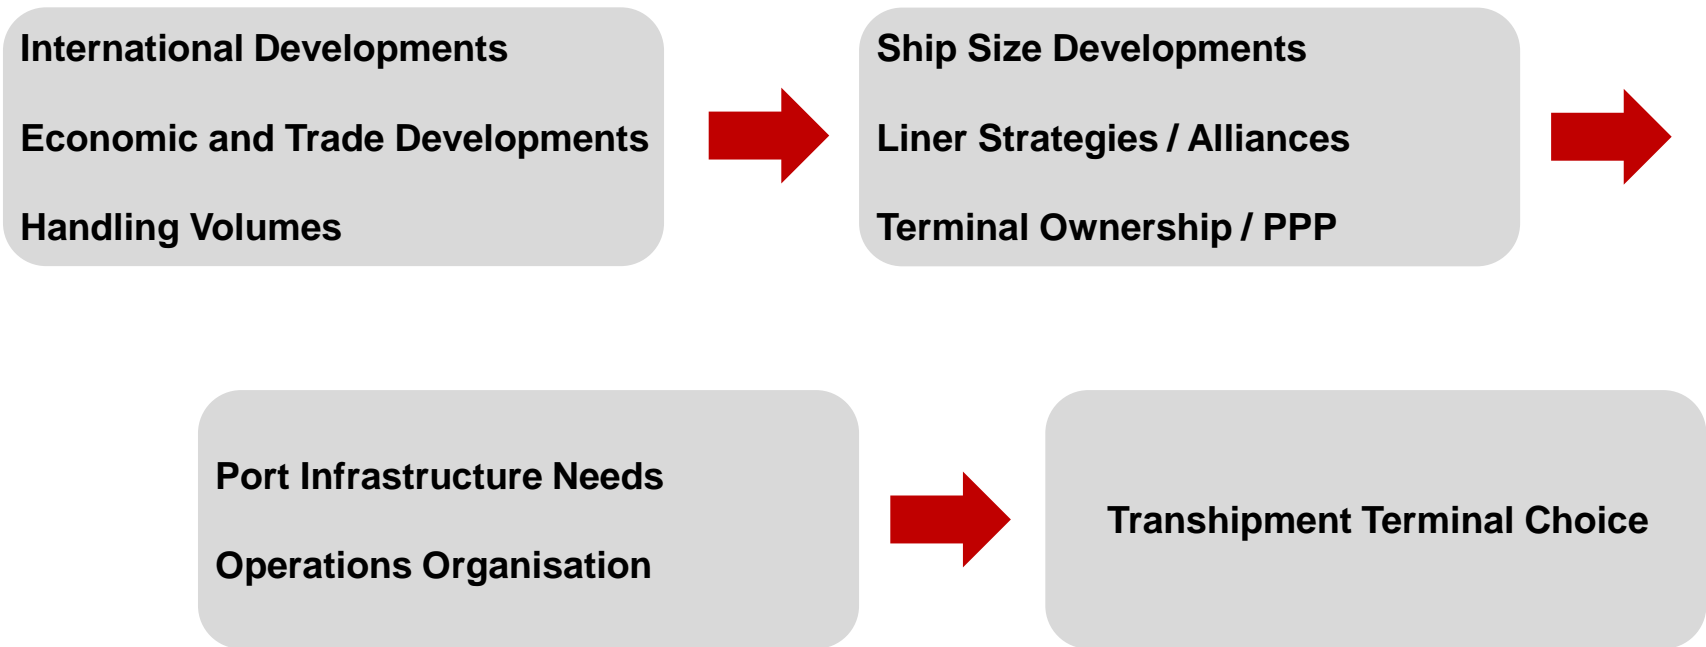 International Developments
Economic and Trade Developments
Handling Volumes
Ship Size Developments
Liner Strategies / Alliances
Terminal Ownership / PPP
Port Infrastructure Needs
Operations Organisation
Transhipment Terminal Choice